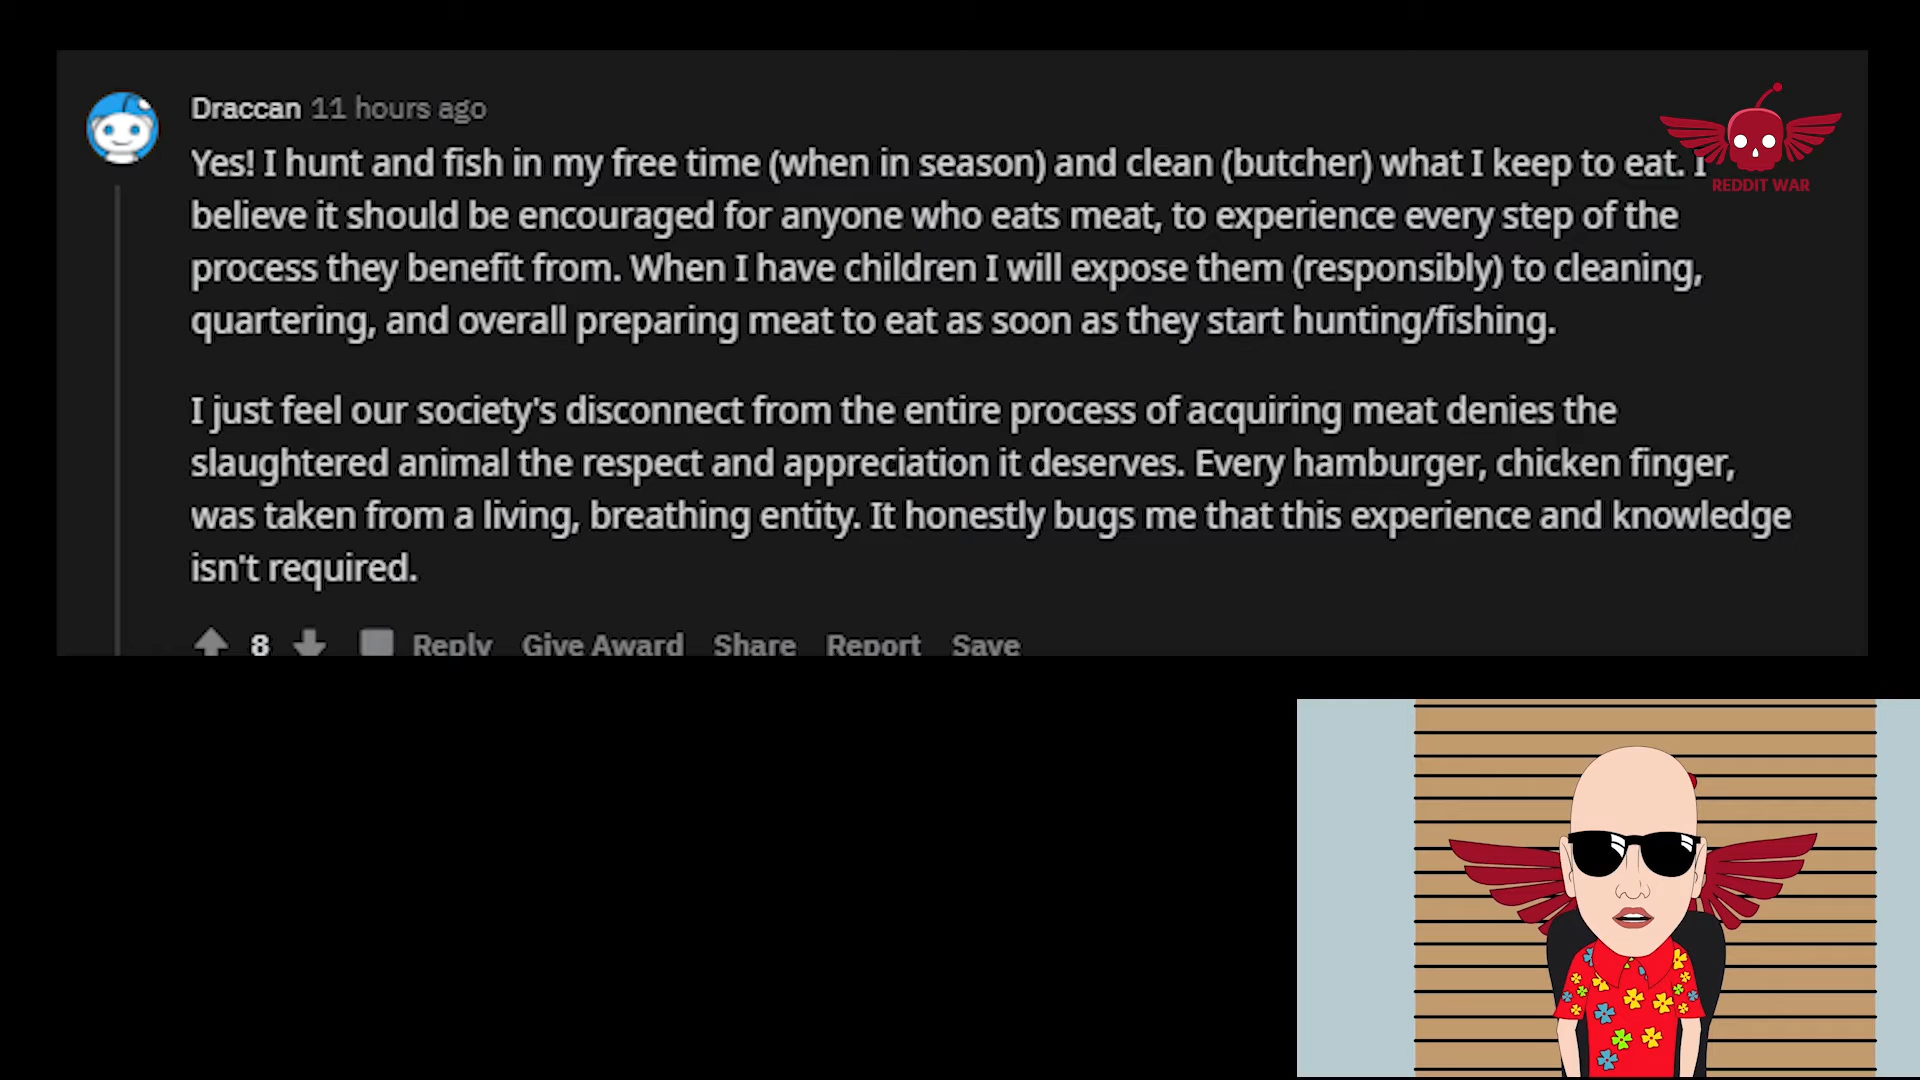 Draccan 11 hours ago
Yes! I hunt and fish in my free time (when in season) and clean (butcher) what I keep to eat. I
believe it should be encouraged for anyone who eats meat, to experience every step of the
process they benefit from. When I have children I will expose them (responsibly) to cleaning,
quartering, and overall preparing meat to eat as soon as they start hunting/fishing.
I just feel our society's disconnect from the entire process of acquiring meat denies the
slaughtered animal the respect and appreciation it deserves. Every hamburger, chicken finger,
was taken from a living, breathing entity. It honestly bugs me that this experience and knowledge
isn't required.
8 Reply Give Award Share Report Save
REDDIT WAR